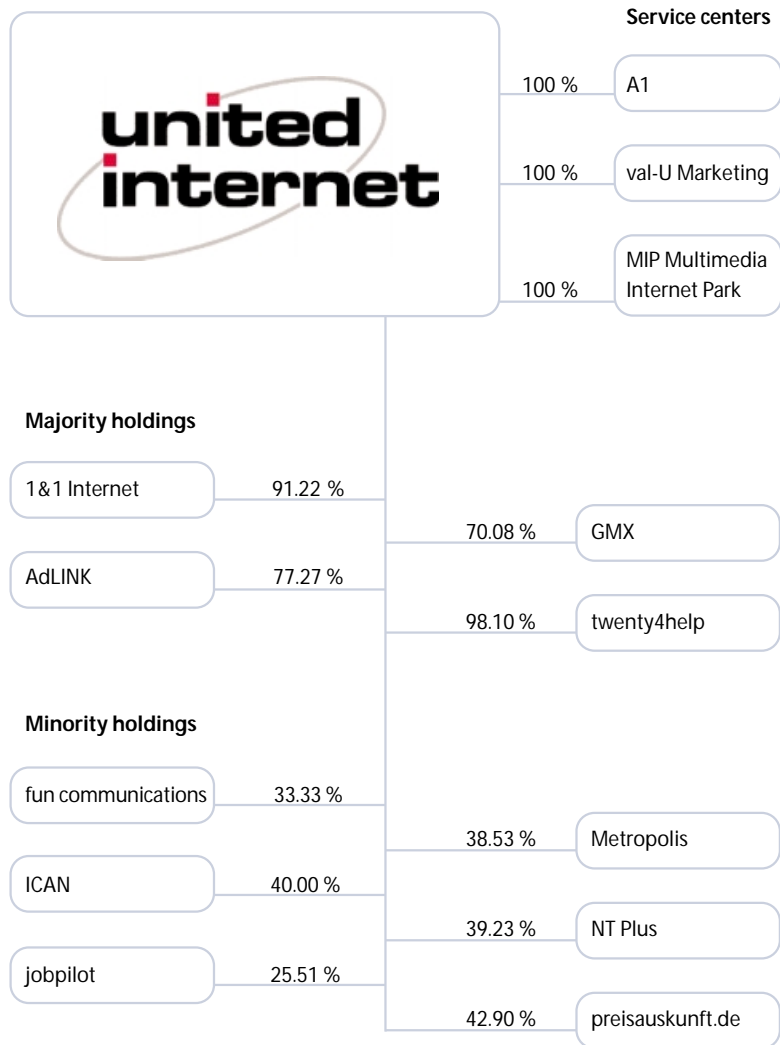 Service centers
united
internet
100 %
A1
100 %
val-U Marketing
100 %
MIP Multimedia
Internet Park
Majority holdings
1&1 Internet
91.22 %
70.08 %
GMX
AdLINK
77.27 %
98.10 %
twenty4help
Minority holdings
fun communications
33.33 %
38.53 %
Metropolis
ICAN
40.00 %
39.23 %
NT Plus
jobpilot
25.51 %
42.90 %
preisauskunft.de